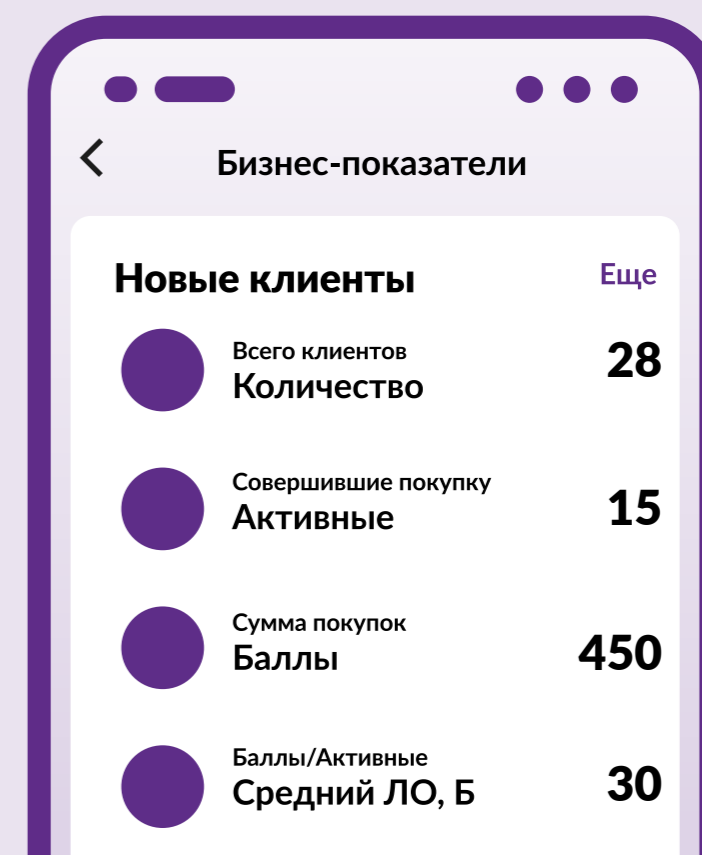 Бизнес-показатели
Новые клиенты
Еще
Всего клиентов
Количество
28
Совершившие покупку
Активные
15
Сумма покупок
Баллы
450
Баллы/Активные
Средний ЛО, Б
30